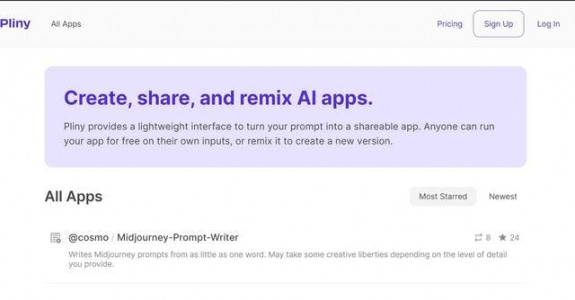 Pliny All Apps Pricing Sign Up Log In
Create, share, and remix AI apps.
Pliny provides a lightweight interface to turn your prompt into a shareable app. Anyone can run
your app for free on their own inputs, or remix it to create a new version.
All Apps Most Starred Newest
@cosmo / Midjourney-Prompt-Writer 8 24
Writes Midjourney prompts from as little as one word. May take some creative liberties depending on the level of detail
you provide.